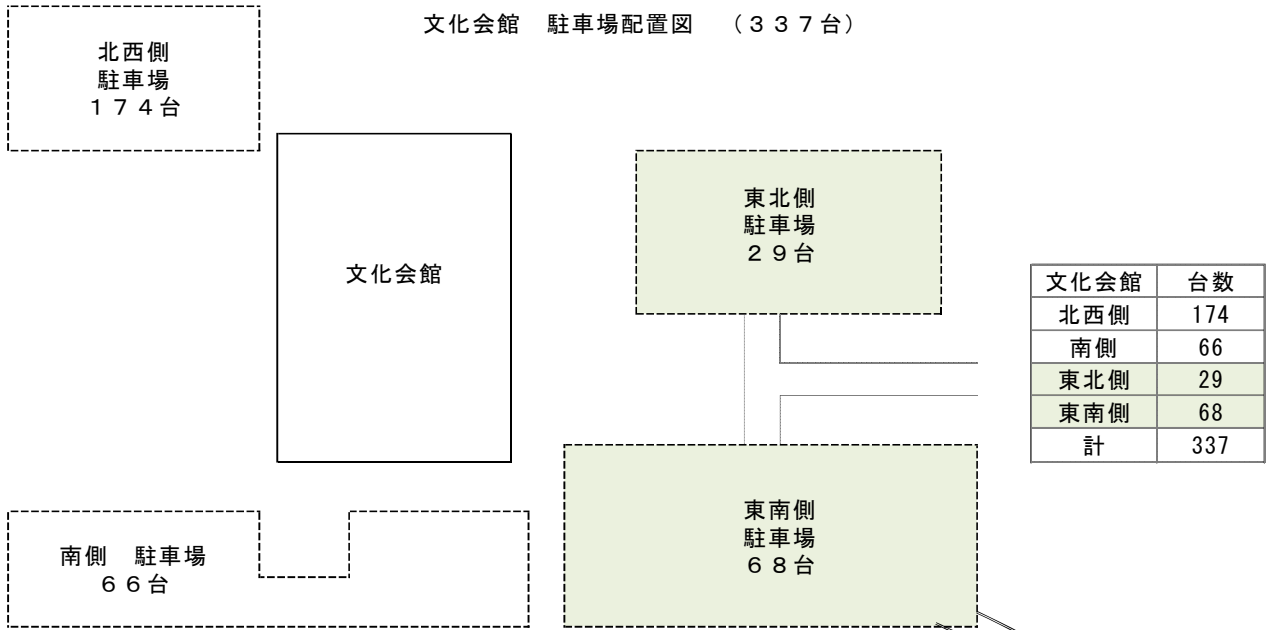 文化会館　駐車場配置図　（３３７台）
北西側
駐車場
１７４台
文化会館
東北側
駐車場
２９台
東南側
駐車場
６８台
南側　駐車場
６６台
文化会館 台数
北西側 174
南側 66
東北側 29
東南側 68
計 337